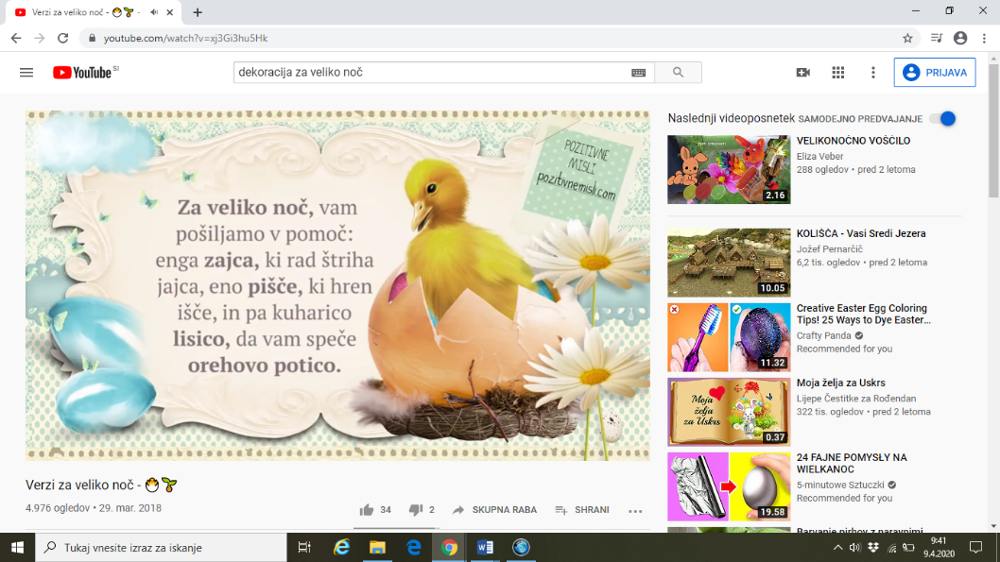 Verzi za veliko noč -
youtube.com/watch?v=xj3Gi3hu5Hk
YouTube SI
dekoracija za veliko noč
PRIJAVA
POZITIVNE
MISLI
pozitivnemisli.com
Za veliko noč, vam
pošiljamo v pomoč:
enga zajca, ki rad štriha
jajca, eno pišče, ki hren
išče, in pa kuharico
lisico, da vam speče
orehovo potico.
Verzi za veliko noč - 🐣🌱
4.976 ogledov • 29. mar. 2018
34
2
SKUPNA RABA
SHRANI
Naslednji videoposnetek
SAMODEJNO PREDVAJANJE
2.16
VELIKONOČNO VOŠČILO
Eliza Veber
288 ogledov • pred 2 letoma
10.05
KOLIŠČA - Vasi Sredi Jezera
Jožef Pernarčič
6,2 tis. ogledov • pred 2 letoma
11.32
Creative Easter Egg Coloring
Tips! 25 Ways to Dye Easter…
Crafty Panda
Recommended for you
Moja
želja
za Uskrs
0.37
Moja želja za Uskrs
Lijepe Čestitke za Rođendan
322 tis. ogledov • pred 2 letoma
19.58
24 FAJNE POMYSŁY NA
WIELKANOC
5-minutowe Sztuczki
Recommended for you
Barvanje pirhov z naravnimi
Tukaj vnesite izraz za iskanje
9:41
9.4.2020